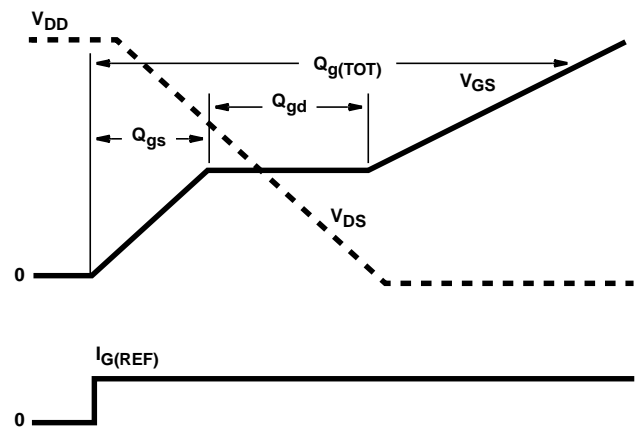 V_DD
Q_g(TOT)
V_GS
Q_gd
Q_gs
V_DS
0
I_G(REF)
0